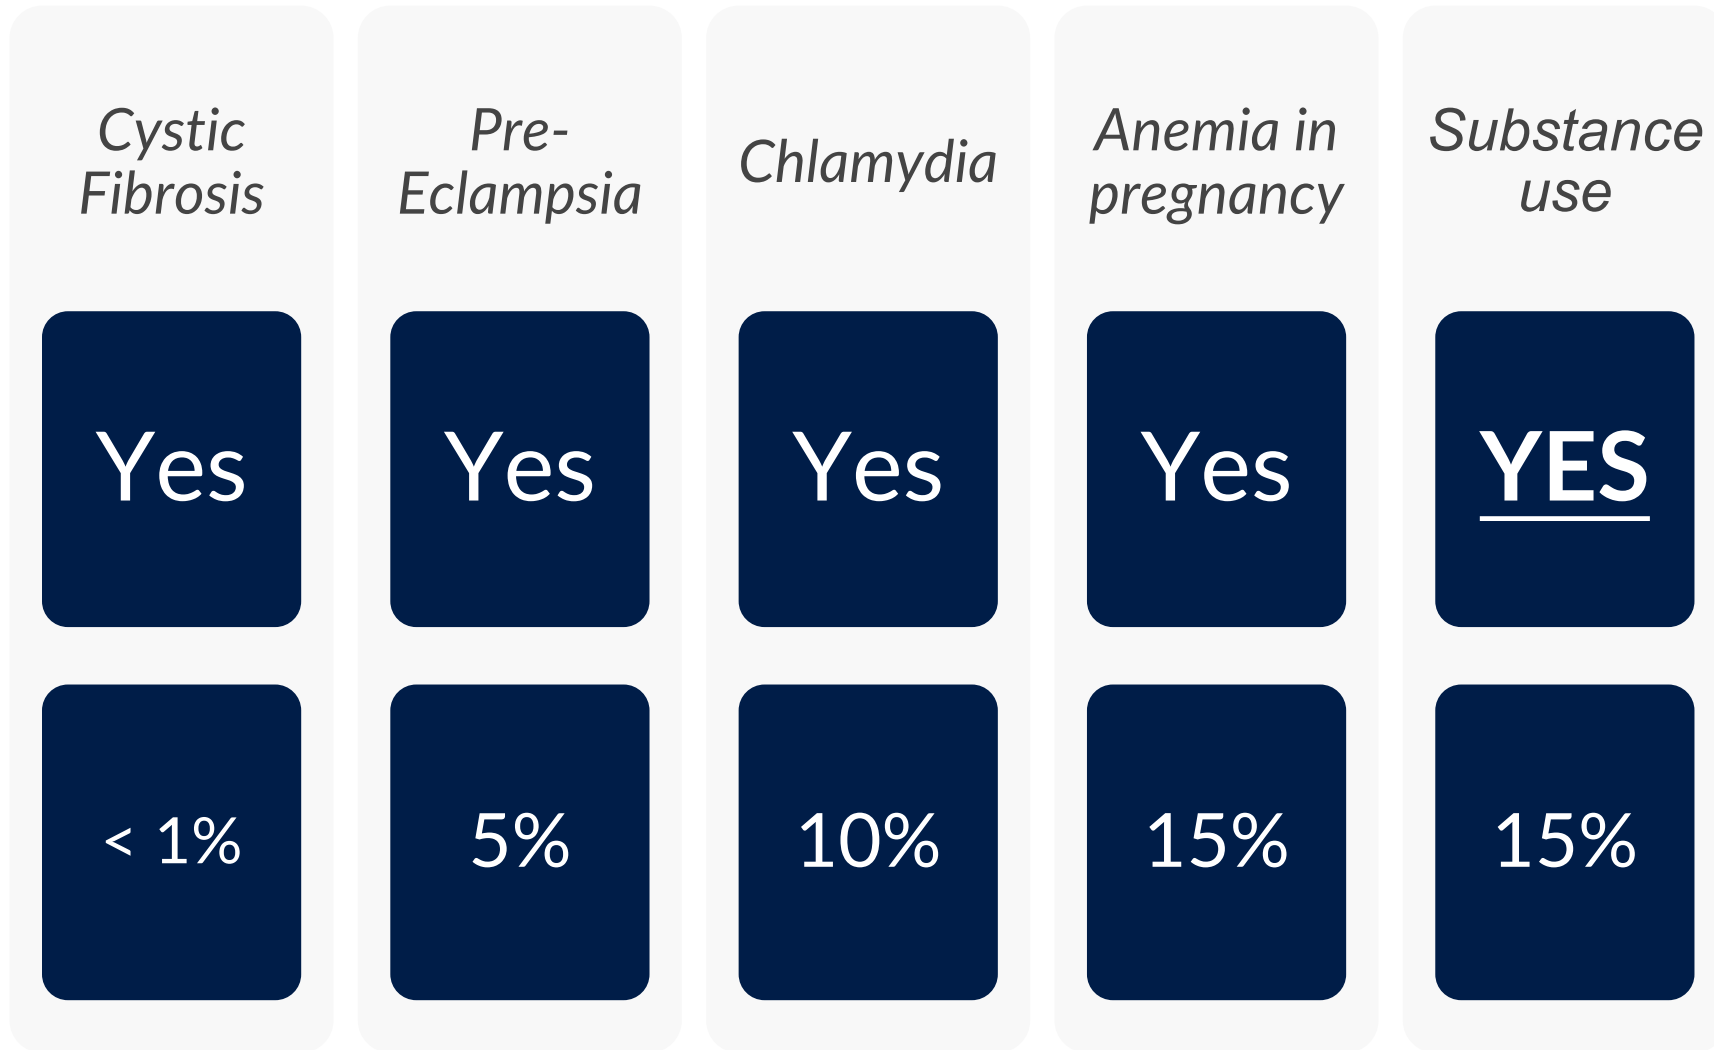 Cystic
Fibrosis
Yes
< 1%
Pre-
Eclampsia
Yes
5%
Chlamydia
Yes
10%
Anemia in
pregnancy
Yes
15%
Substance
use
YES
15%